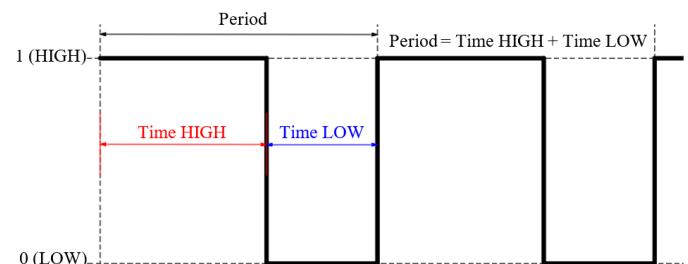 Period
Period = Time HIGH + Time LOW
1 (HIGH)
Time HIGH
Time LOW
0 (LOW)